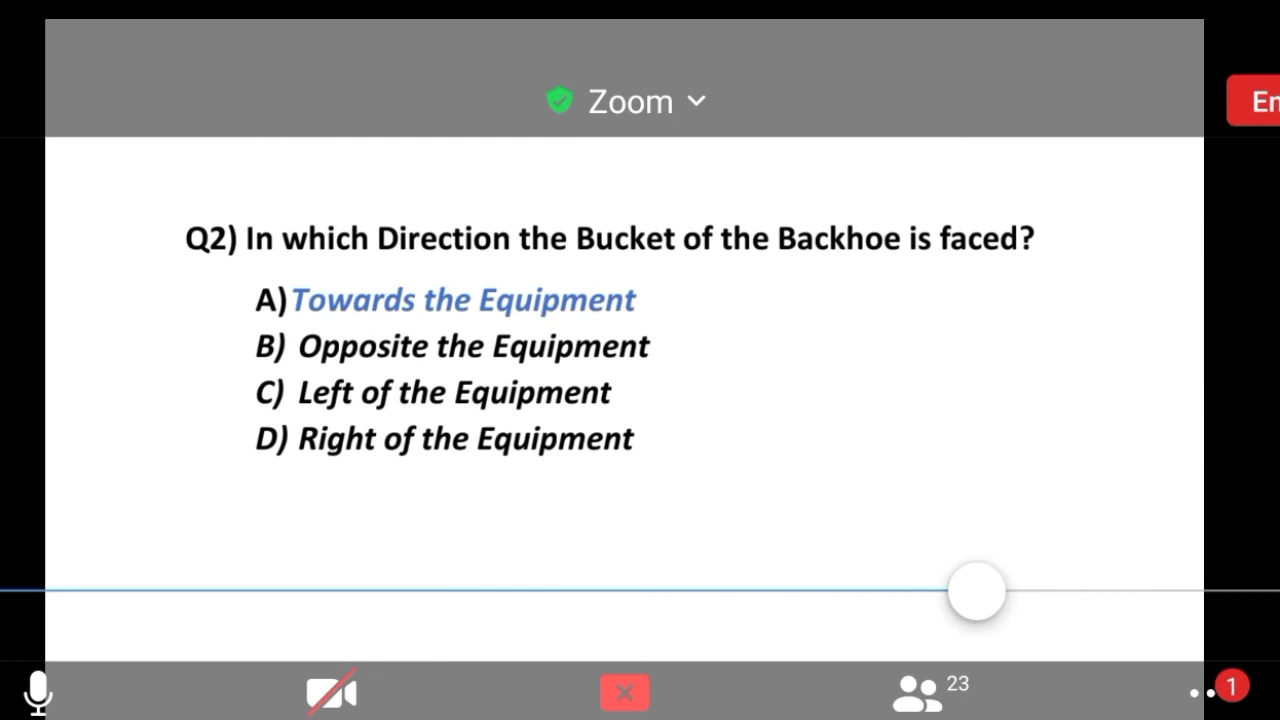 Zoom
En
Q2) In which Direction the Bucket of the Backhoe is faced?
A) Towards the Equipment
B) Opposite the Equipment
C) Left of the Equipment
D) Right of the Equipment
23
1